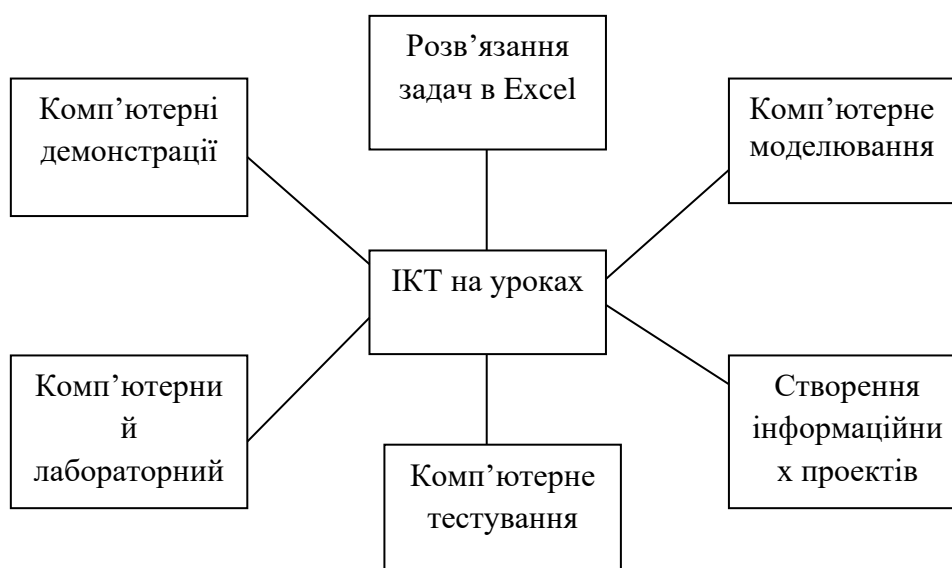 Розв’язання
задач в Excel
Комп’ютерні
демонстрації
Комп’ютерне
моделювання
ІКТ на уроках
Комп’ютерни
й
лабораторний
Створення
інформаційни
х проектів
Комп’ютерне
тестування